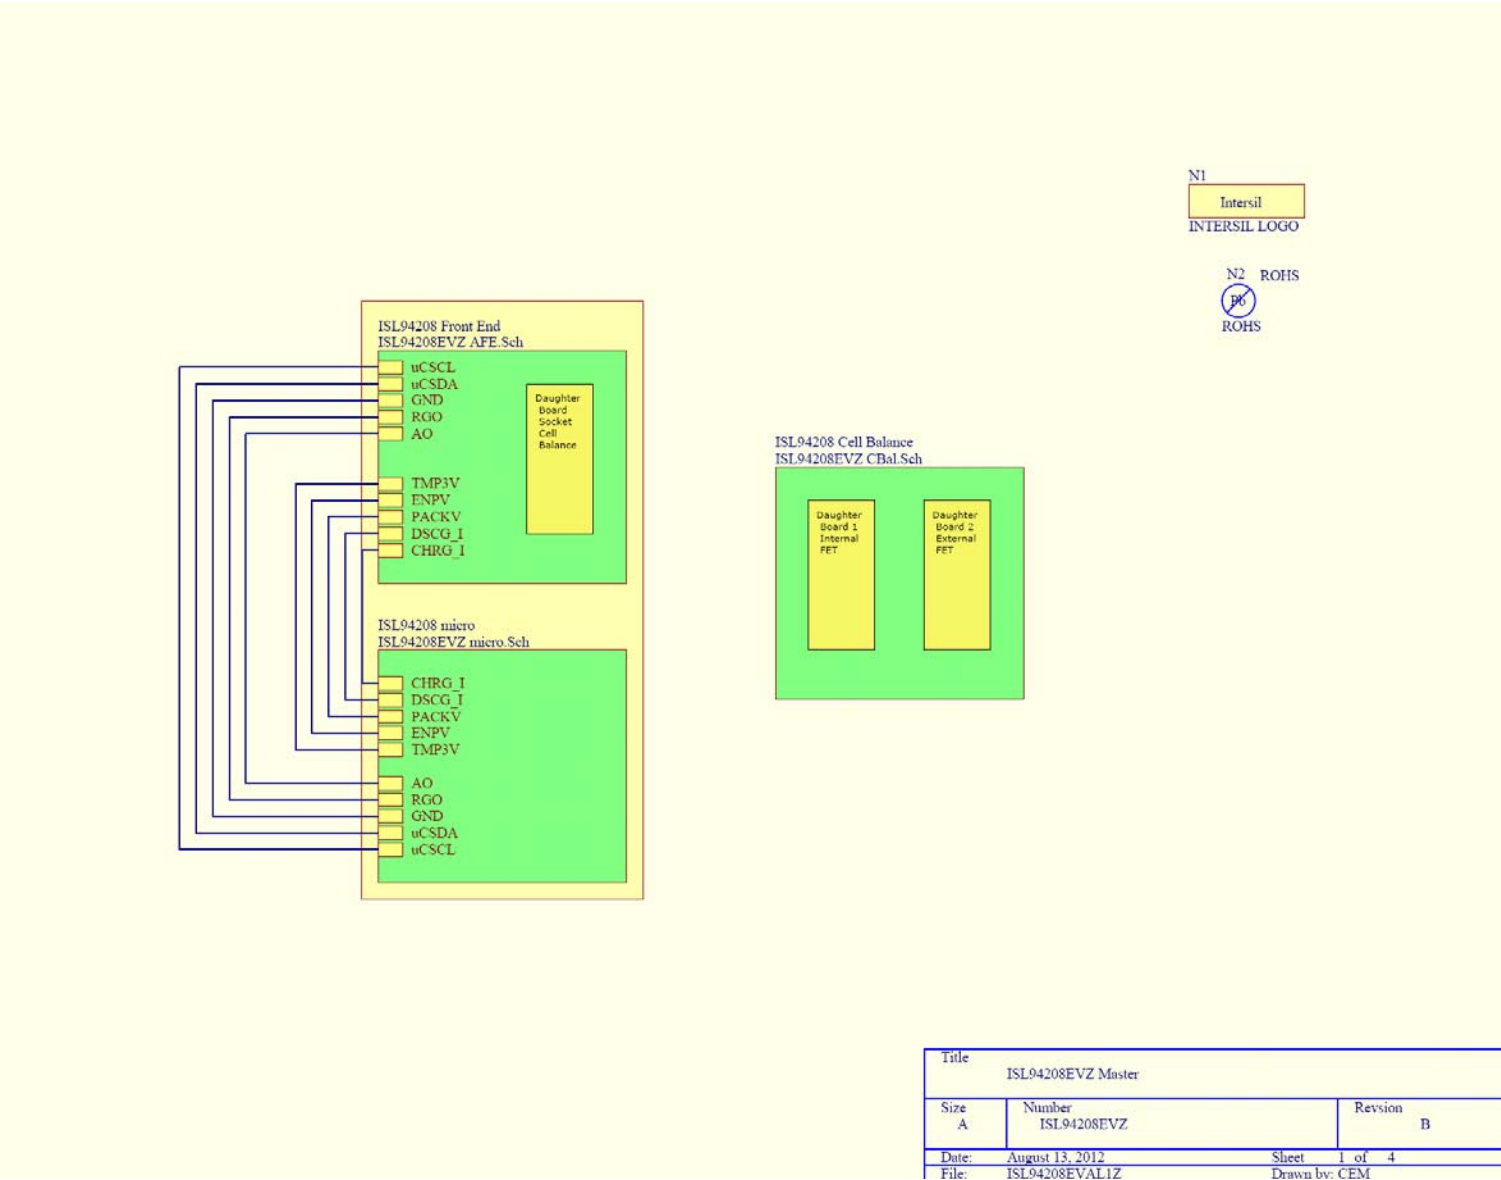 N1
Intersil
INTERSIL LOGO
N2 ROHS
Pb
ROHS
ISL94208 Front End
ISL94208EVZ AFE.Sch
uCSCL
uCSDA
GND
RGO
AO
TMP3V
ENPV
PACKV
DSCG_I
CHRG_I
Daughter
Board
Socket
Cell
Balance
ISL94208 micro
ISL94208EVZ micro.Sch
CHRG_I
DSCG_I
PACKV
ENPV
TMP3V
AO
RGO
GND
uCSDA
uCSCL
ISL94208 Cell Balance
ISL94208EVZ CBal.Sch
Daughter
Board 1
Internal
FET
Daughter
Board 2
External
FET
Title
ISL94208EVZ Master
Size Number Revsion
A ISL94208EVZ B
Date: August 13, 2012 Sheet 1 of 4
File: ISL94208EVAL1Z Drawn by: CEM